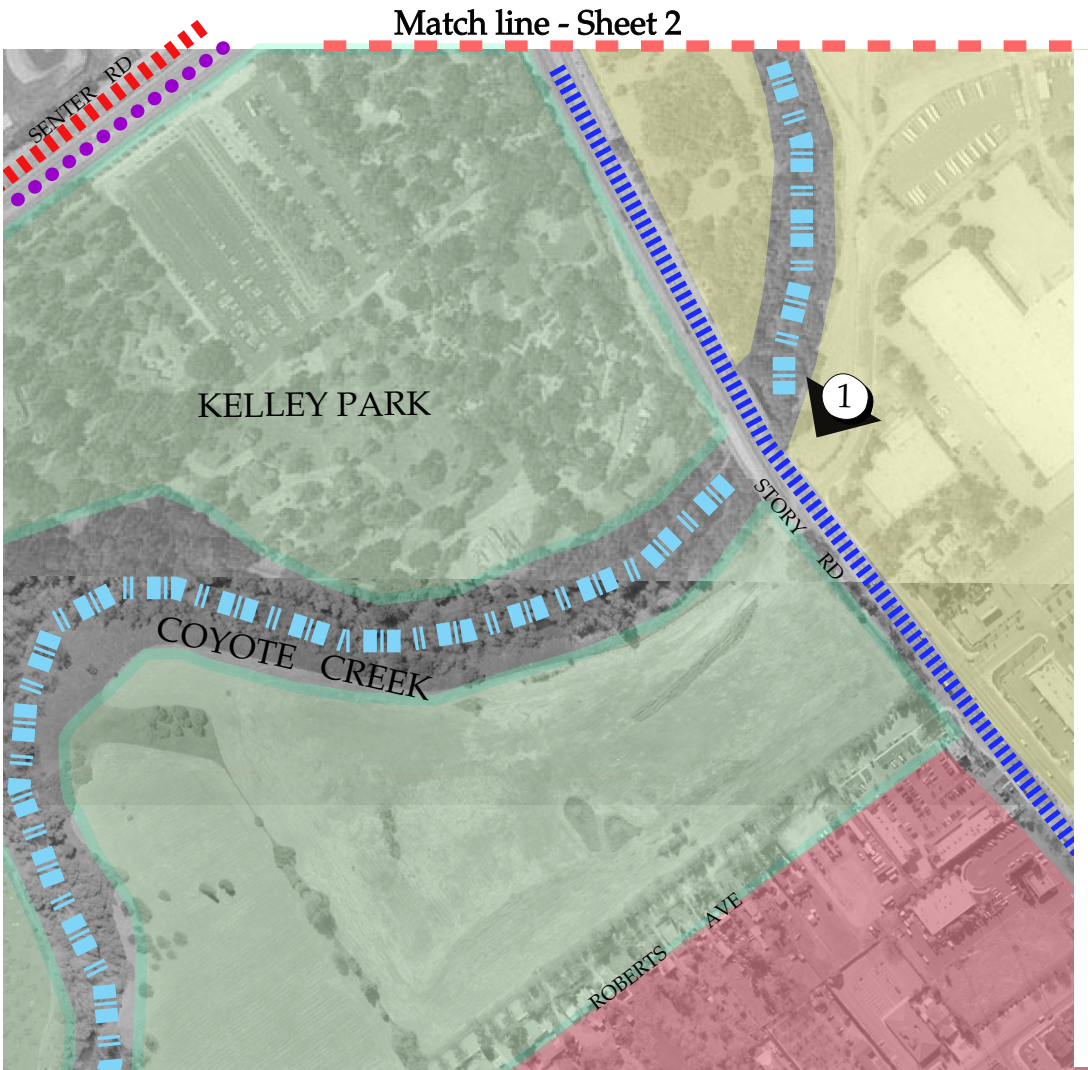 Match line - Sheet 2
SENTER RD
KELLEY PARK
1
STORY RD
COYOTE CREEK
ROBERTS AVE